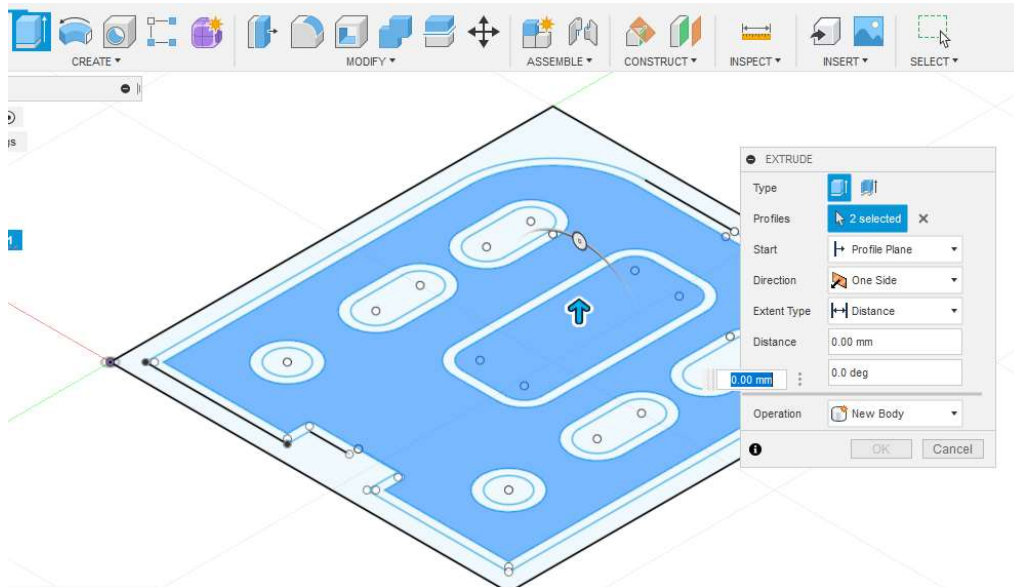 CREATE ▾
MODIFY ▾
ASSEMBLE ▾
CONSTRUCT ▾
INSPECT ▾
INSERT ▾
SELECT ▾
EXTRUDE
Type
Profiles 2 selected
Start Profile Plane
Direction One Side
Extent Type Distance
Distance 0.00 mm
0.00 mm
0.0 deg
Operation New Body
OK Cancel